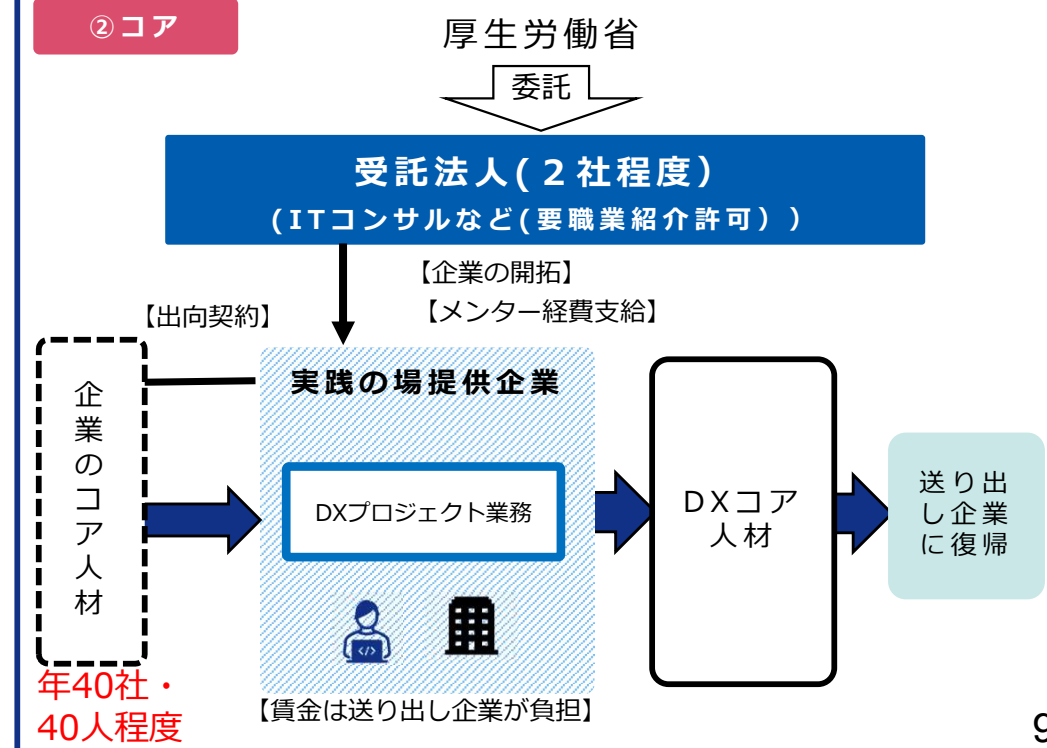 ②コア
厚生労働省
委託
受託法人(２社程度)
(ITコンサルなど(要職業紹介許可))
【企業の開拓】
【メンター経費支給】
【出向契約】
企業のコア人材
実践の場提供企業
DXプロジェクト業務
DXコア
人材
送り出
し企業
に復帰
年40社・
40人程度
【賃金は送り出し企業が負担】
9